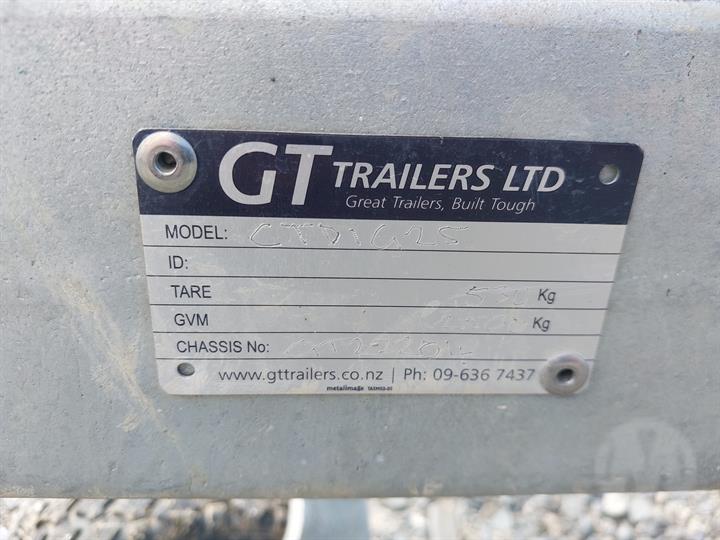 GT TRAILERS LTD
Great Trailers, Built Tough
MODEL: GTDIG25
ID:
TARE Kg
GVM Kg
CHASSIS No:
www.gttrailers.co.nz | Ph: 09-636 7437
metalimage